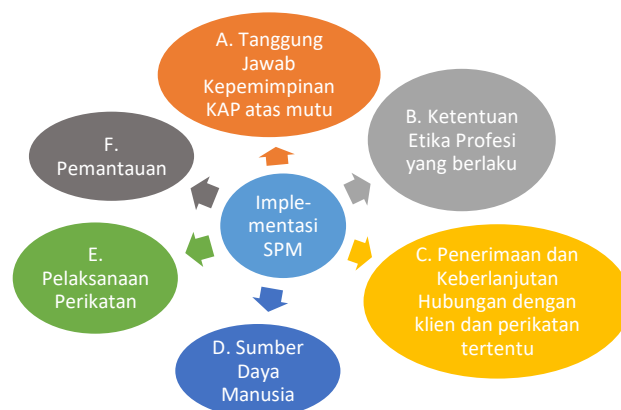 A. Tanggung
Jawab
Kepemimpinan
KAP atas mutu
B. Ketentuan
Etika Profesi
yang berlaku
C. Penerimaan dan
Keberlanjutan
Hubungan dengan
klien dan perikatan
tertentu
D. Sumber
Daya
Manusia
E.
Pelaksanaan
Perikatan
F.
Pemantauan
Imple-
mentasi
SPM